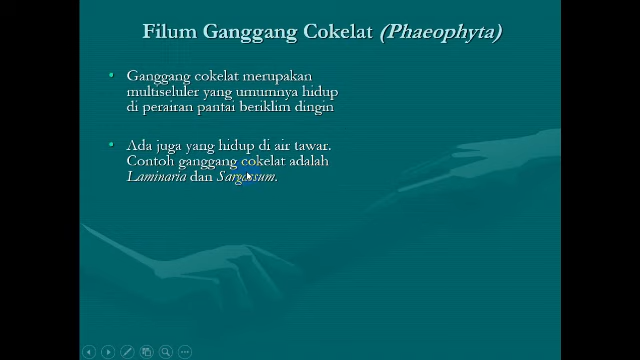 Filum Ganggang Cokelat (Phaeophyta)
• Ganggang cokelat merupakan
multiseluler yang umumnya hidup
di perairan pantai beriklim dingin
• Ada juga yang hidup di air tawar.
Contoh ganggang cokelat adalah
Laminaria dan Sargassum.